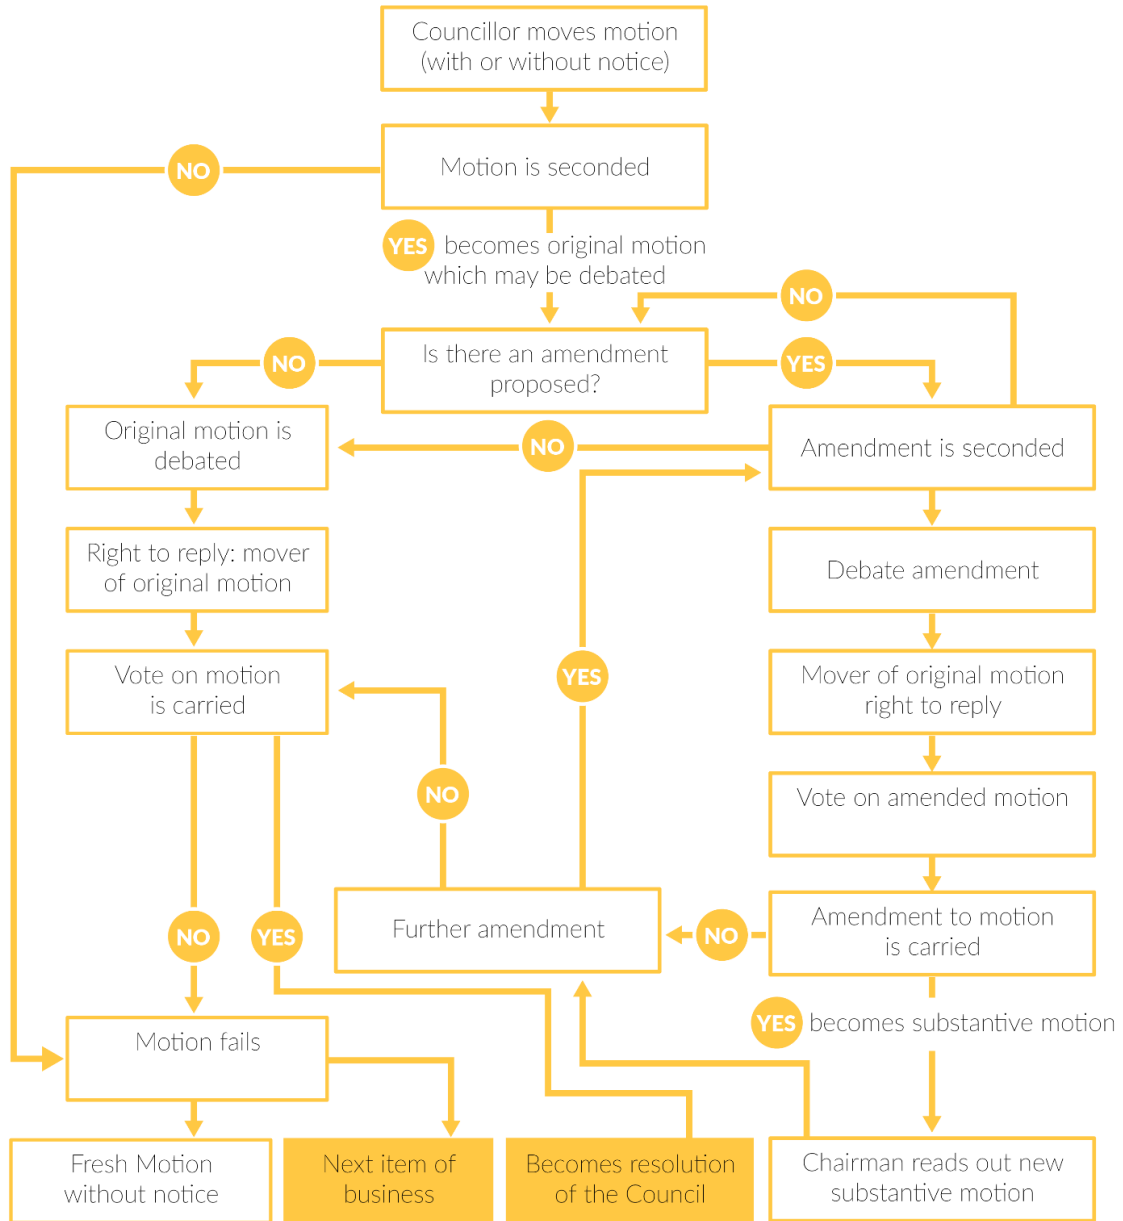 Councillor moves motion
(with or without notice)
Motion is seconded
NO
YES becomes original motion
which may be debated
NO
Is there an amendment
proposed?
NO
YES
Original motion is
debated
NO
Amendment is seconded
Right to reply: mover
of original motion
Debate amendment
Vote on motion
is carried
YES
Mover of original motion
right to reply
NO
Vote on amended motion
NO
YES
Further amendment
NO
Amendment to motion
is carried
YES becomes substantive motion
Motion fails
Fresh Motion
without notice
Next item of
business
Becomes resolution
of the Council
Chairman reads out new
substantive motion